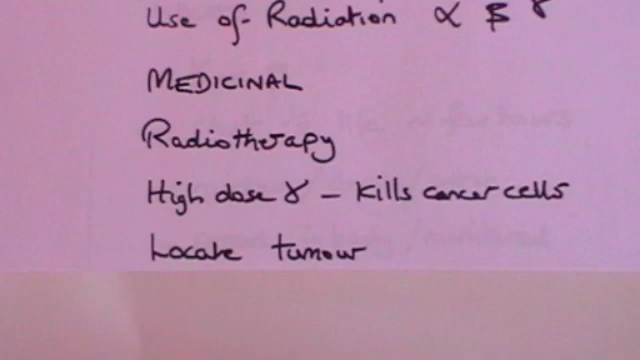 Use of Radiation α β γ
MEDICINAL
Radiotherapy
High dose γ - Kills cancer cells
Locate tumour